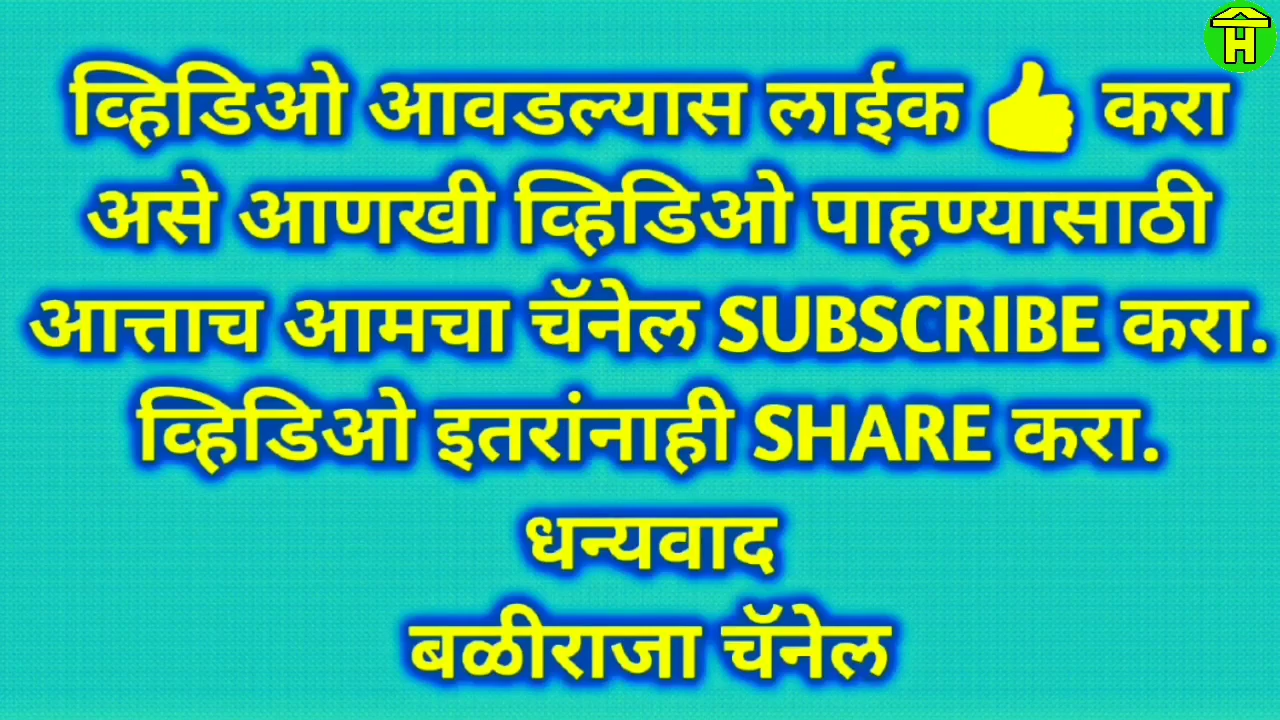 व्हिडिओ आवडल्यास लाईक 👍 करा
असे आणखी व्हिडिओ पाहण्यासाठी
आत्ताच आमचा चॅनेल SUBSCRIBE करा.
व्हिडिओ इतरांनाही SHARE करा.
धन्यवाद
बळीराजा चॅनेल
H